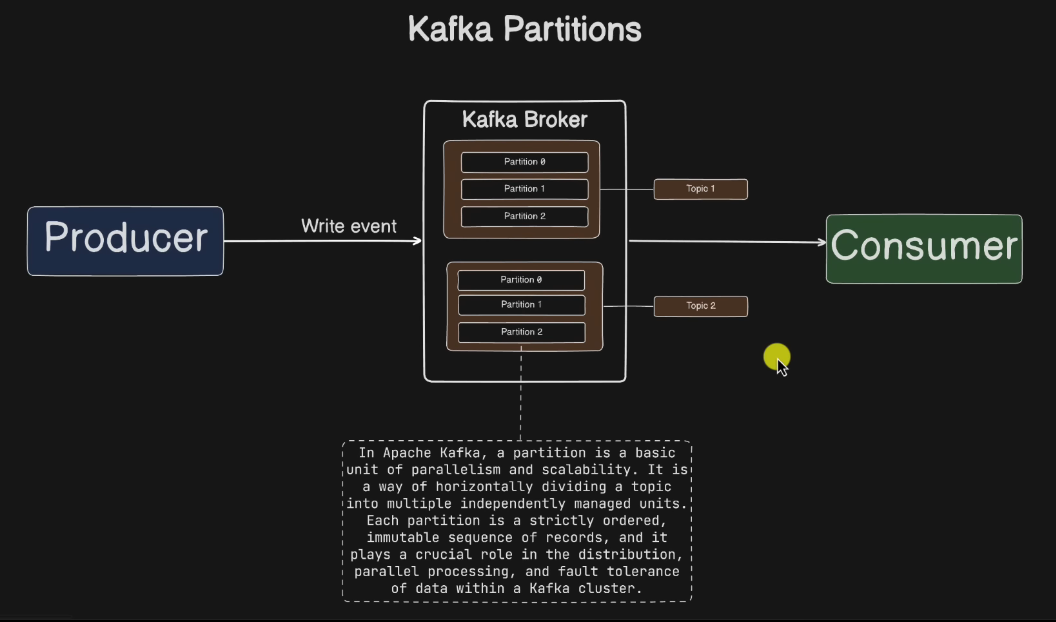 Kafka Partitions
Kafka Broker
Partition 0
Partition 1
Partition 2
Topic 1
Producer
Write event
Consumer
Partition 0
Partition 1
Partition 2
Topic 2
In Apache Kafka, a partition is a basic
unit of parallelism and scalability. It is
a way of horizontally dividing a topic
into multiple independently managed units.
Each partition is a strictly ordered,
immutable sequence of records, and it
plays a crucial role in the distribution,
parallel processing, and fault tolerance
of data within a Kafka cluster.